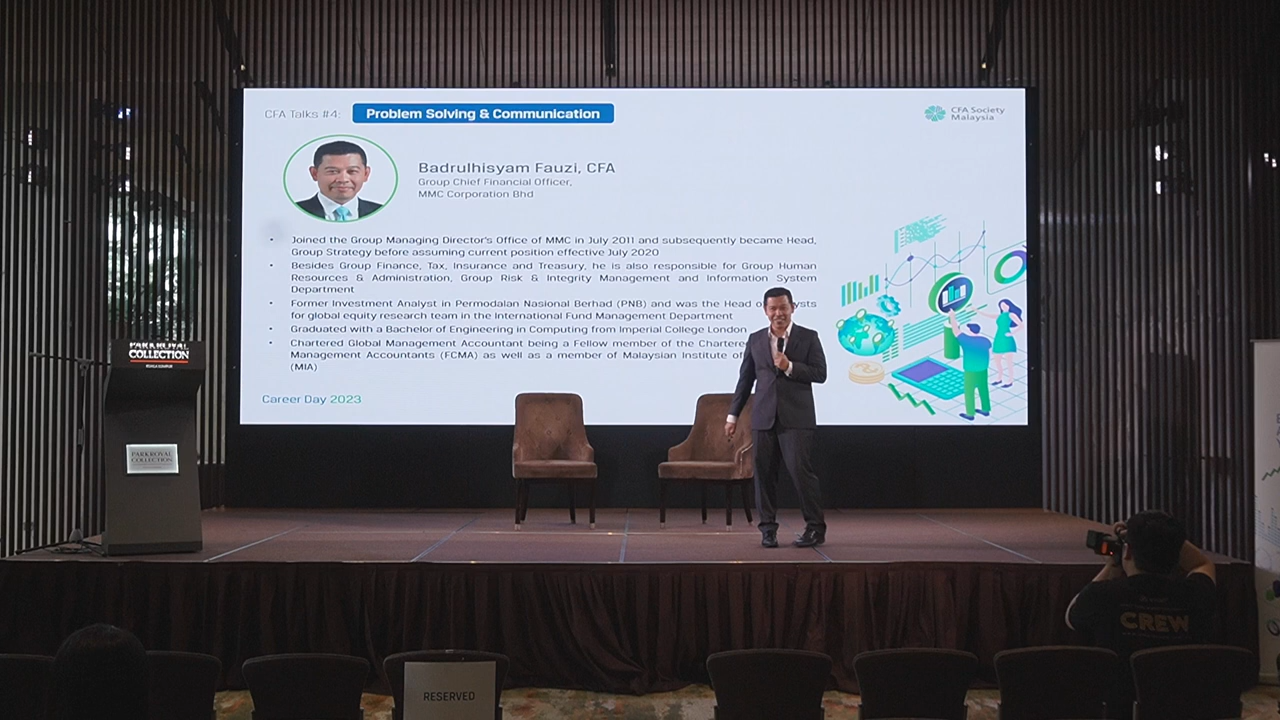 CFA Talks #4: Problem Solving & Communication
CFA Society
Malaysia
Badrulhisyam Fauzi, CFA
Group Chief Financial Officer,
MMC Corporation Bhd
• Joined the Group Managing Director's Office of MMC in July 2011 and subsequently became Head,
Group Strategy before assuming current position effective July 2020
• Besides Group Finance, Tax, Insurance and Treasury, he is also responsible for Group Human
Resources & Administration, Group Risk & Integrity Management and Information System
Department
• Former Investment Analyst in Permodalan Nasional Berhad (PNB) and was the Head
for global equity research team in the International Fund Management Department
• Graduated with a Bachelor of Engineering in Computing from Imperial College London
• Chartered Global Management Accountant being a Fellow member of the
Management Accountants (FCMA) as well as a member of Malaysian Institute of
(MIA)
Career Day 2023
PARKROYAL
COLLECTION
KUALA LUMPUR
PARKROYAL
COLLECTION
CREW
RESERVED